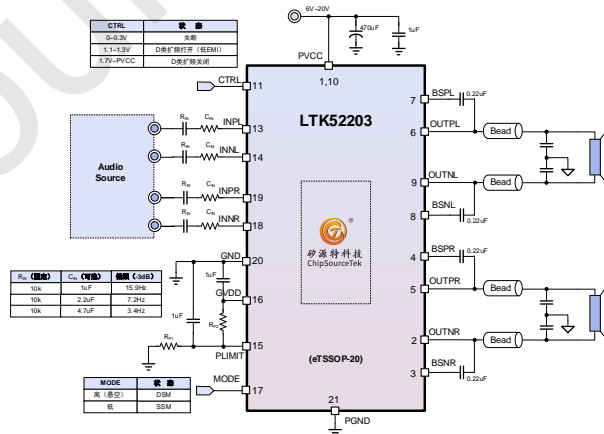 6V~20V
470uF
1uF
PVCC
CTRL 状 态
0~0.3V 关断
1.1~1.3V D类扩频打开（低EMI）
1.7V~PVCC D类扩频关闭
CTRL
11
1,10
LTK52203
7 BSPL 0.22uF
6 OUTPL Bead
9 OUTNL Bead
8 BSNL 0.22uF
4 BSPR 0.22uF
5 OUTPR Bead
2 OUTNR Bead
3 BSNR 0.22uF
Audio
Source
RIN CIN INPL 13
RIN CIN INNL 14
RIN CIN INPR 19
RIN CIN INNR 18
®
矽源特科技
ChipSourceTek
GND 20
1uF
GVDD 16
1uF
RP2
RP1
PLIMIT 15
RIN（固定） CIN（可选） 低频（-3dB）
10k 1uF 15.9Hz
10k 2.2uF 7.2Hz
10k 4.7uF 3.4Hz
(eTSSOP-20)
MODE 17
MODE 状 态
高（悬空） DSM
低 SSM
21
PGND